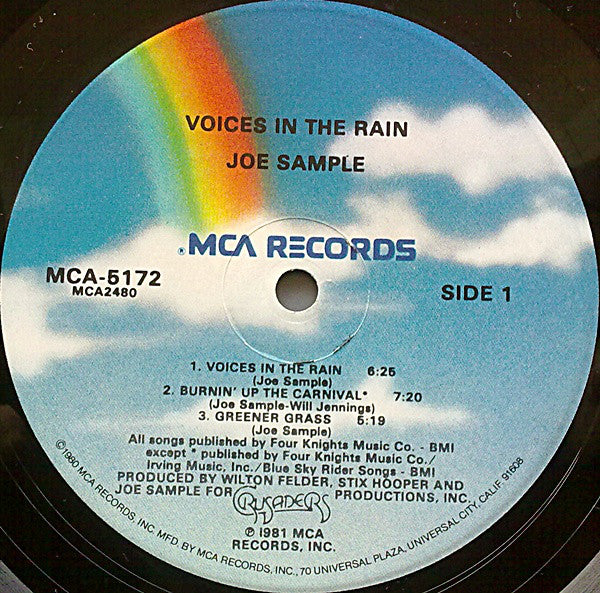 VOICES IN THE RAIN
JOE SAMPLE
®MCA RECORDS
MCA-5172
MCA2480
SIDE 1
1. VOICES IN THE RAIN 6:25
(Joe Sample)
2. BURNIN' UP THE CARNIVAL* 7:20
(Joe Sample-Will Jennings)
3. GREENER GRASS 5:19
(Joe Sample)
All songs published by Four Knights Music Co. - BMI
except * published by Four Knights Music Co./
Irving Music, Inc./Blue Sky Rider Songs - BMI
PRODUCED BY WILTON FELDER, STIX HOOPER AND
JOE SAMPLE FOR CRUSADERS PRODUCTIONS, INC.
℗ 1981 MCA
RECORDS, INC.
©1980 MCA RECORDS, INC. MFD. BY MCA RECORDS, INC., 70 UNIVERSAL PLAZA, UNIVERSAL CITY, CALIF. 91608